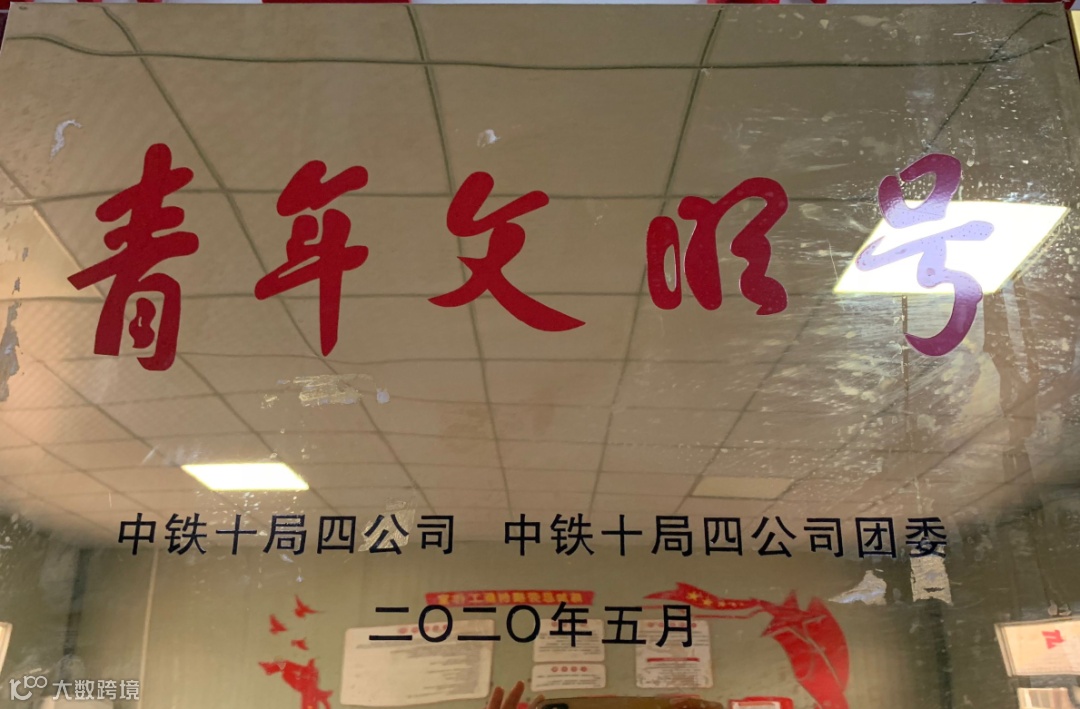 青年文明号
中铁十局四公司 中铁十局四公司团委
二〇二〇年五月
大数跨境